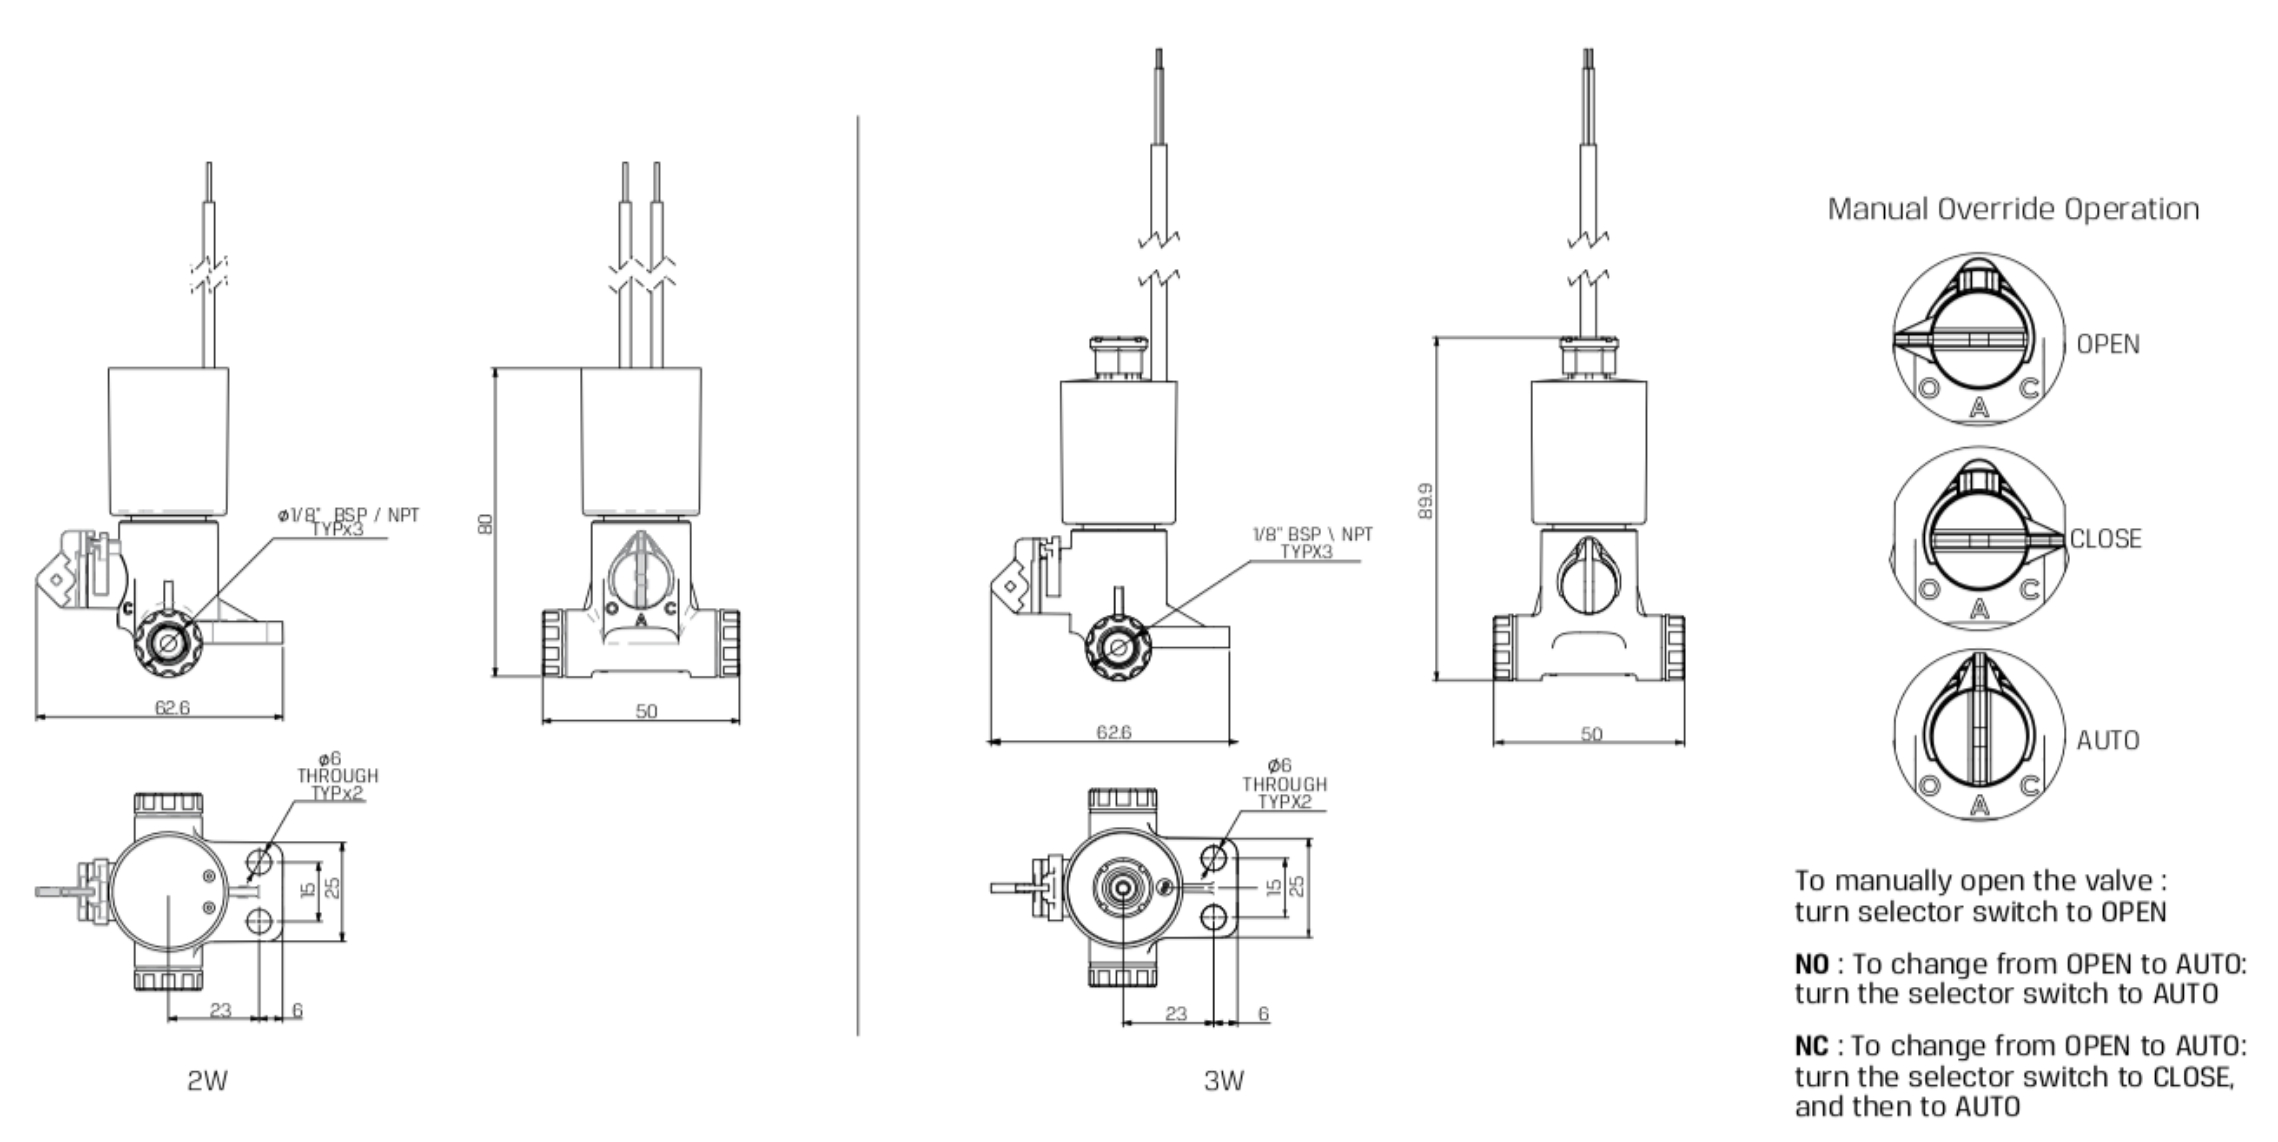 ø1/8" BSP / NPT
TYPx3
C
62.6
80
O
C
A
50
ø6
THROUGH
TYPx2
15
25
23
6
2W
1/8" BSP \ NPT
TYPX3
62.6
89.9
50
ø6
THROUGH
TYPX2
15
25
23
6
3W
Manual Override Operation
OPEN
O
C
A
CLOSE
O
C
A
AUTO
O
C
A
To manually open the valve :
turn selector switch to OPEN
NO : To change from OPEN to AUTO:
turn the selector switch to AUTO
NC : To change from OPEN to AUTO:
turn the selector switch to CLOSE,
and then to AUTO